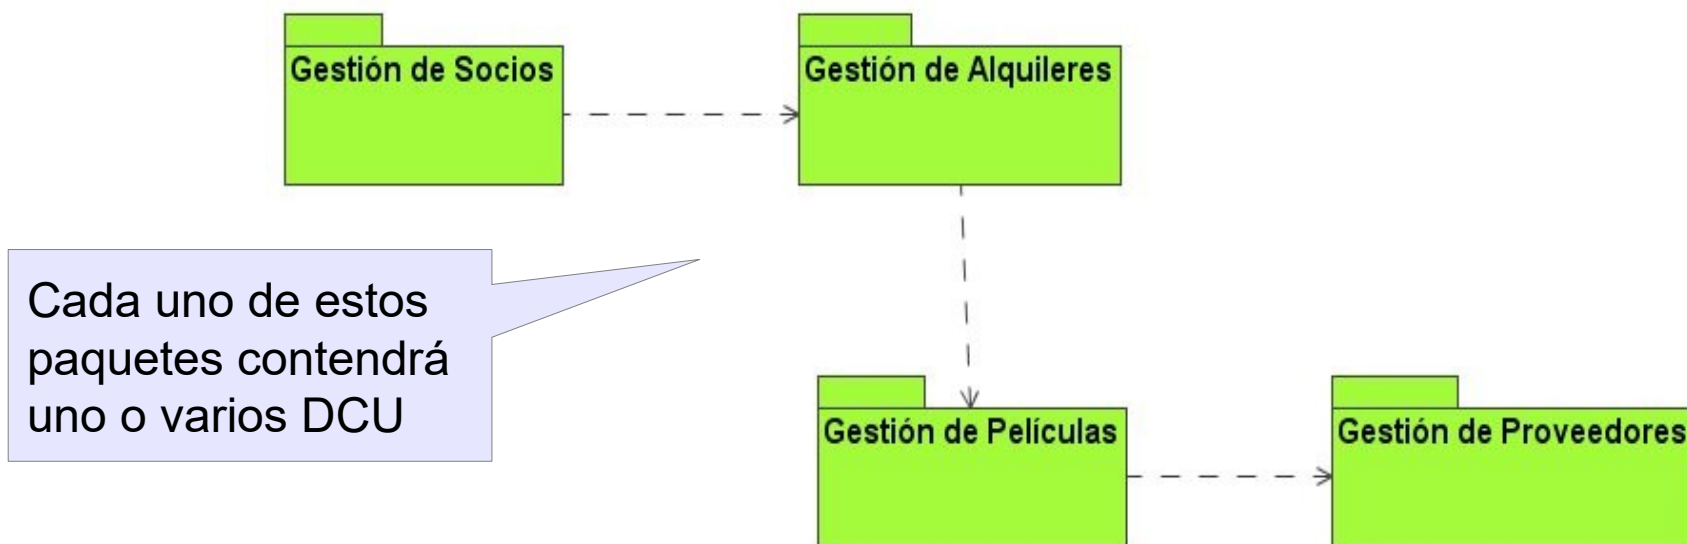 Gestión de Socios
Gestión de Alquileres
Cada uno de estos
paquetes contendrá
uno o varios DCU
Gestión de Películas
Gestión de Proveedores